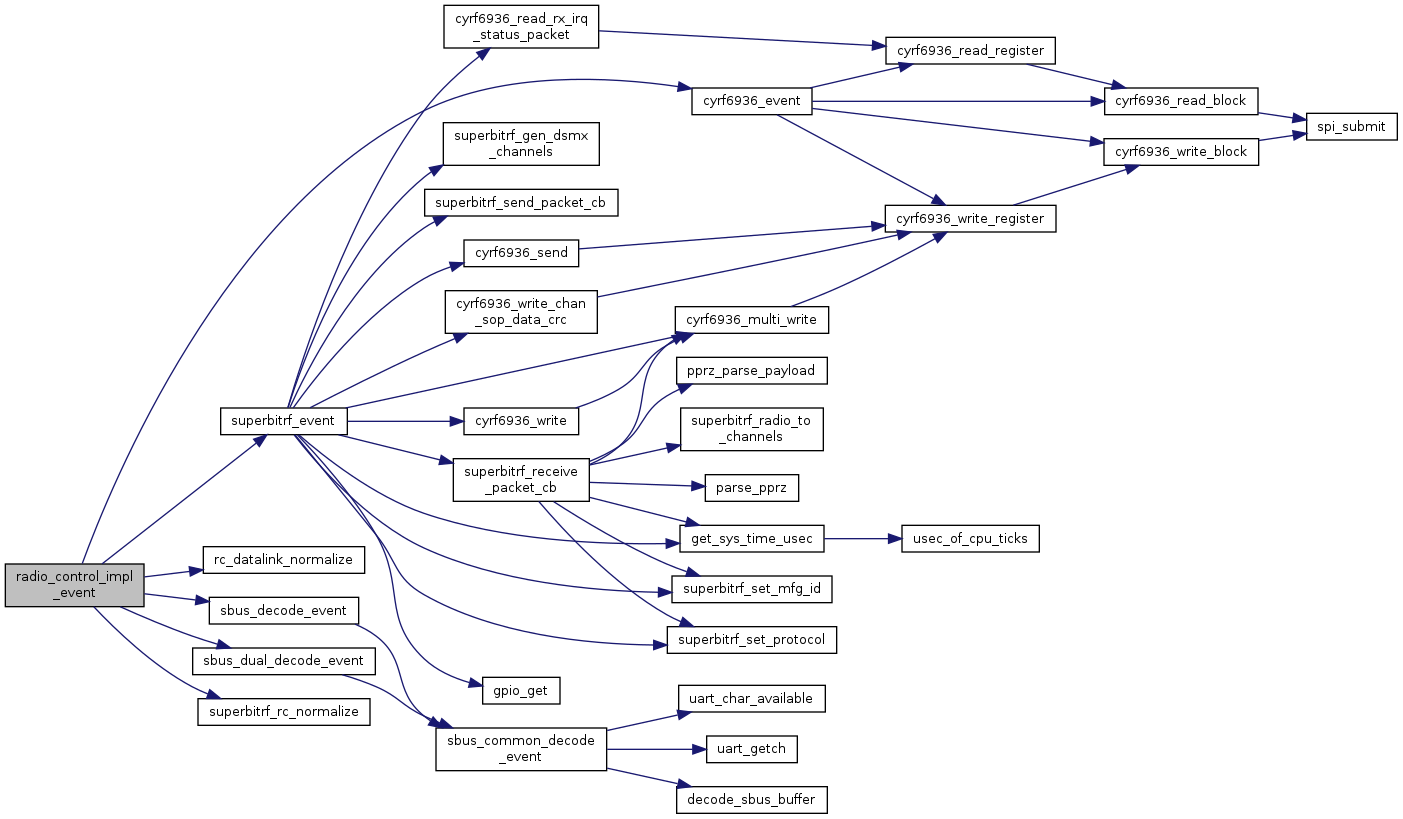 cyrf6936_read_rx_irq
_status_packet
cyrf6936_read_register
cyrf6936_event
cyrf6936_read_block
spi_submit
superbitrf_gen_dsmx
_channels
cyrf6936_write_block
superbitrf_send_packet_cb
cyrf6936_write_register
cyrf6936_send
cyrf6936_write_chan
_sop_data_crc
cyrf6936_multi_write
pprz_parse_payload
superbitrf_event
cyrf6936_write
superbitrf_radio_to
_channels
superbitrf_receive
_packet_cb
parse_pprz
get_sys_time_usec
usec_of_cpu_ticks
rc_datalink_normalize
radio_control_impl
_event
superbitrf_set_mfg_id
sbus_decode_event
superbitrf_set_protocol
sbus_dual_decode_event
gpio_get
uart_char_available
superbitrf_rc_normalize
sbus_common_decode
_event
uart_getch
decode_sbus_buffer